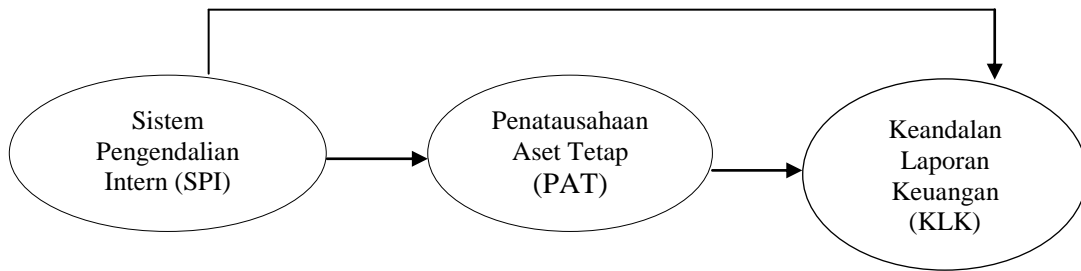 Sistem
Pengendalian
Intern (SPI)
Penatausahaan
Aset Tetap
(PAT)
Keandalan
Laporan
Keuangan
(KLK)